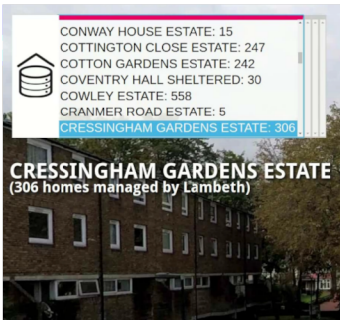 CONWAY HOUSE ESTATE: 15
COTTINGTON CLOSE ESTATE: 247
COTTON GARDENS ESTATE: 242
COVENTRY HALL SHELTERED: 30
COWLEY ESTATE: 558
CRANMER ROAD ESTATE: 5
CRESSINGHAM GARDENS ESTATE: 306
CRESSINGHAM GARDENS ESTATE
(306 homes managed by Lambeth)